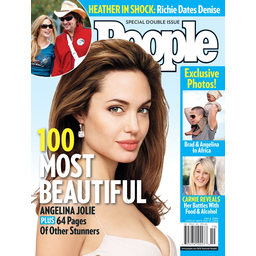 HEATHER IN SHOCK: Richie Dates Denise
SPECIAL DOUBLE ISSUE
People
Exclusive
Photos!
Brad & Angelina
In Africa
100
MOST
BEAUTIFUL
ANGELINA JOLIE
PLUS 64 Pages
Of Other Stunners
CARNIE REVEALS
Her Battles With
Food & Alcohol